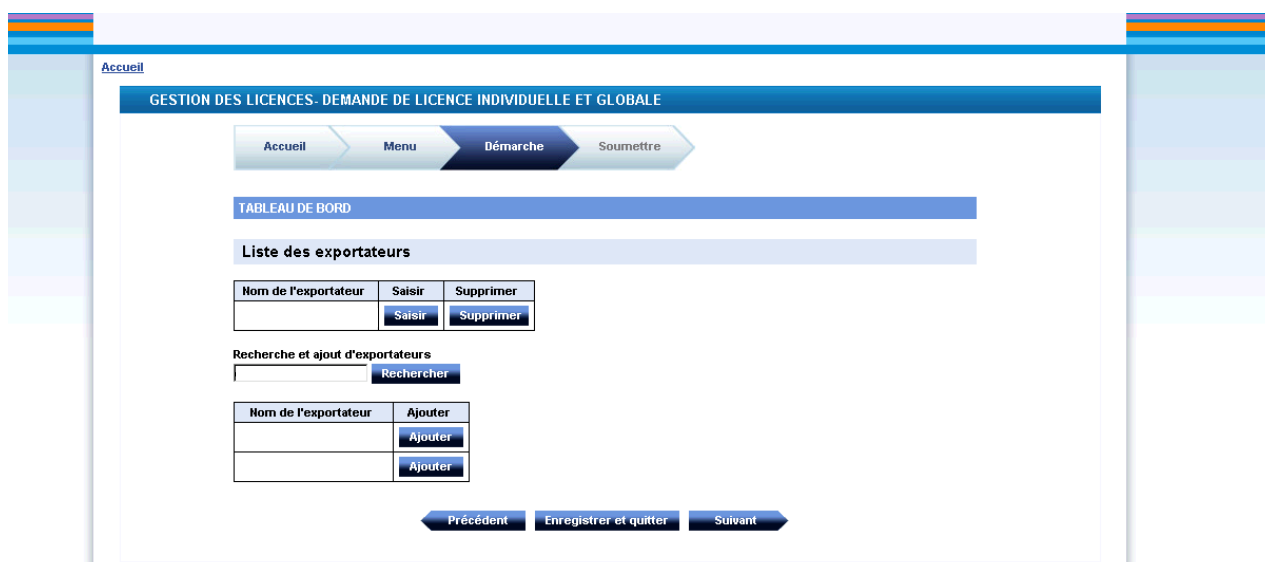 Accueil
GESTION DES LICENCES- DEMANDE DE LICENCE INDIVIDUELLE ET GLOBALE
Accueil Menu Démarche Soumettre
TABLEAU DE BORD
Liste des exportateurs
Nom de l'exportateur Saisir Supprimer
Saisir Supprimer
Recherche et ajout d'exportateurs
Rechercher
Nom de l'exportateur Ajouter
Ajouter
Ajouter
Précédent Enregistrer et quitter Suivant